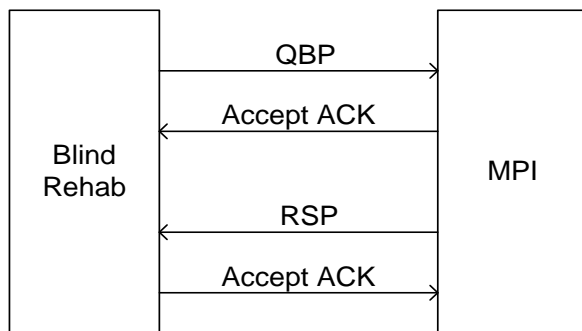 QBP
Accept ACK
Blind
Rehab
MPI
RSP
Accept ACK